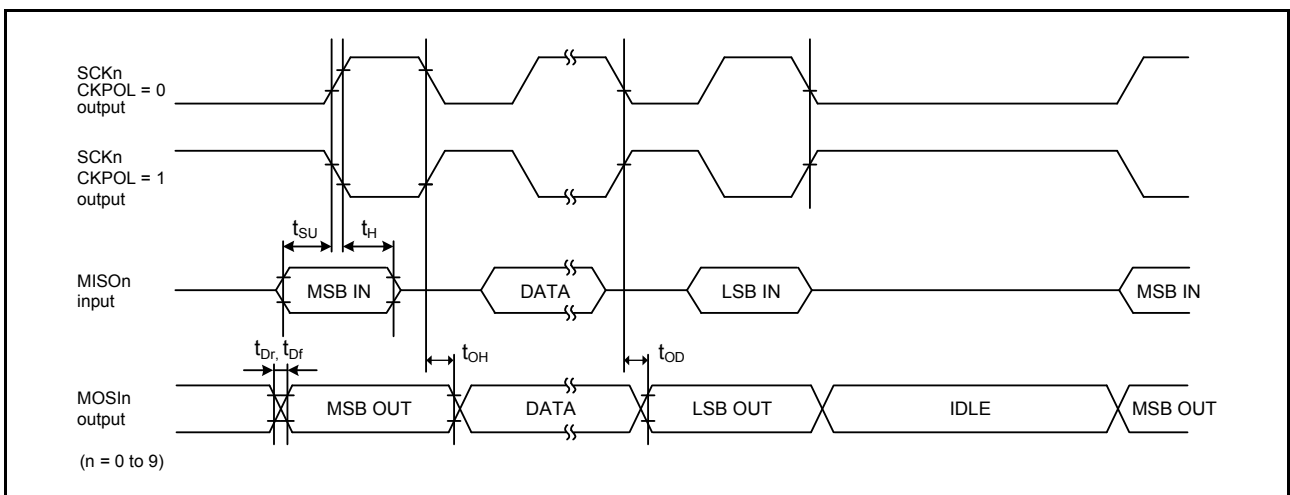 SCKn
CKPOL = 0
output
SCKn
CKPOL = 1
output
tSU
tH
MISOn
input
MSB IN
DATA
LSB IN
MSB IN
tDr, tDf
tOH
tOD
MOSIn
output
MSB OUT
DATA
LSB OUT
IDLE
MSB OUT
(n = 0 to 9)